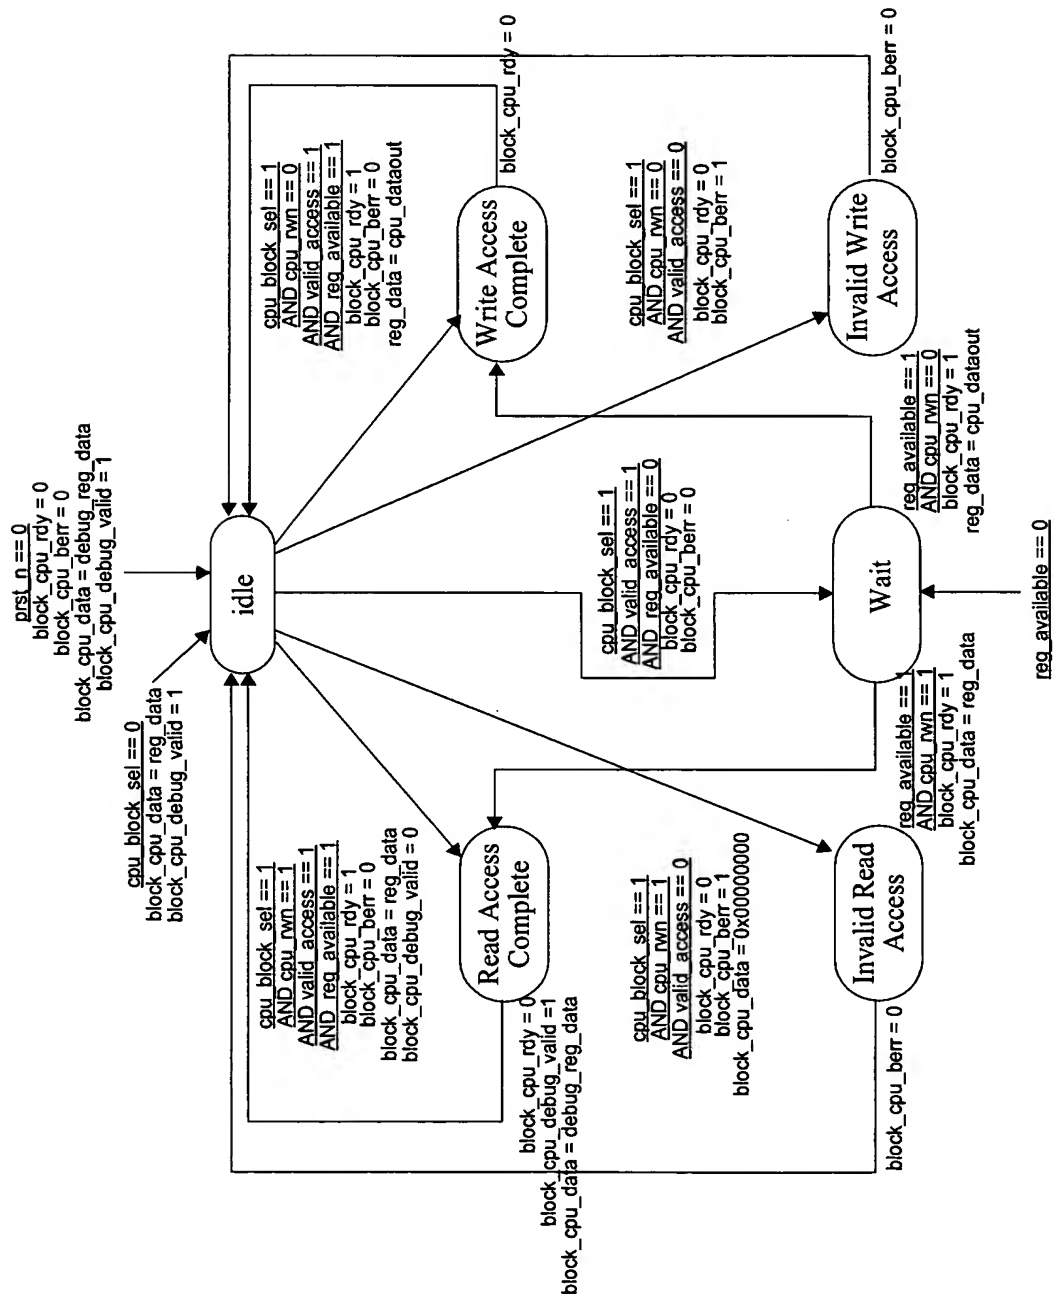 prst_n == 0
block_cpu_rdy = 0
block_cpu_berr = 0
block_cpu_data = debug_reg_data
block_cpu_debug_valid = 1
cpu_block_sel == 0
block_cpu_data = reg_data
block_cpu_debug_valid = 1
idle
cpu_block_sel == 1
AND cpu_rwn == 1
AND valid_access == 1
AND reg_available == 1
block_cpu_rdy = 1
block_cpu_berr = 0
block_cpu_data = reg_data
block_cpu_debug_valid = 0
cpu_block_sel == 1
AND cpu_rwn == 0
AND valid_access == 1
AND reg_available == 1
block_cpu_rdy = 1
block_cpu_berr = 0
reg_data = cpu_dataout
Read Access
Complete
Write Access
Complete
block_cpu_rdy = 0
block_cpu_debug_valid =1
block_cpu_data = debug_reg_data
block_cpu_rdy = 0
cpu_block_sel == 1
AND cpu_rwn == 1
AND valid_access == 0
block_cpu_rdy = 0
block_cpu_berr = 1
block_cpu_data = 0x00000000
cpu_block_sel == 1
AND valid_access == 1
AND reg_available == 0
block_cpu_rdy = 0
block_cpu_berr = 0
cpu_block_sel == 1
AND cpu_rwn == 0
AND valid_access == 0
block_cpu_rdy = 0
block_cpu_berr = 1
Invalid Read
Access
Wait
Invalid Write
Access
block_cpu_berr = 0
reg_available == 1
AND cpu_rwn == 1
block_cpu_rdy = 1
block_cpu_data = reg_data
reg_available == 1
AND cpu_rwn == 0
block_cpu_rdy = 1
reg_data = cpu_dataout
block_cpu_berr = 0
reg_available == 0